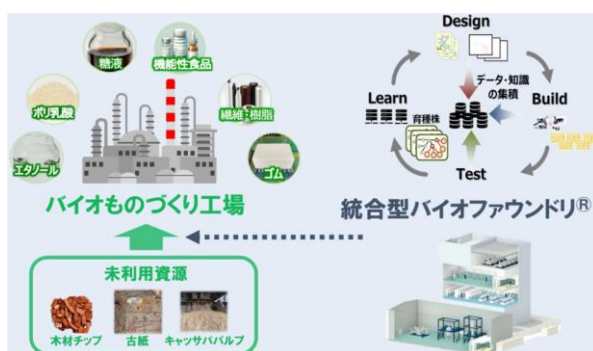 糖液
機能性食品
ポリ乳酸
繊維・樹脂
エタノール
ゴム
バイオものづくり工場
未利用資源
木材チップ
古紙
キャッサバパルプ
Design
データ・知識
の集積
Learn
Build
育種株
Test
統合型バイオファウンドリ®